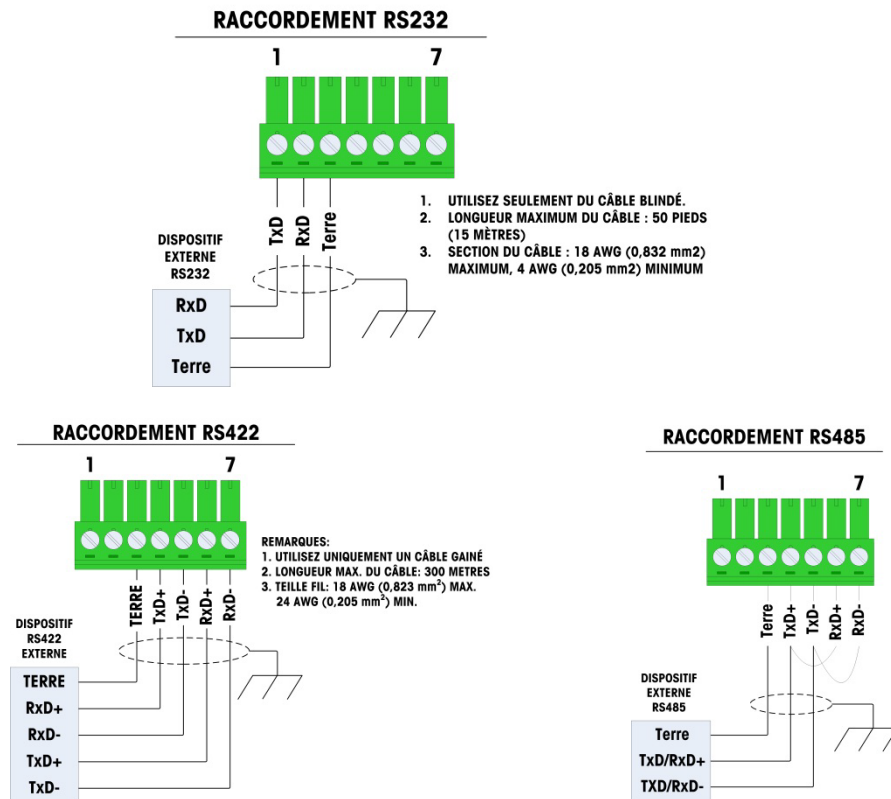 RACCORDEMENT RS232
1 7
TxD
RxD
Terre
1. UTILISEZ SEULEMENT DU CÂBLE BLINDÉ.
2. LONGUEUR MAXIMUM DU CÂBLE : 50 PIEDS
(15 MÈTRES)
3. SECTION DU CÂBLE : 18 AWG (0,832 mm2)
MAXIMUM, 4 AWG (0,205 mm2) MINIMUM
DISPOSITIF
EXTERNE
RS232
RxD
TxD
Terre
RACCORDEMENT RS422
1 7
TERRE
TxD+
TxD-
RxD+
RxD-
REMARQUES:
1. UTILISEZ UNIQUEMENT UN CÂBLE GAINÉ
2. LONGUEUR MAX. DU CÂBLE: 300 METRES
3. TEILLE FIL: 18 AWG (0,823 mm²) MAX.
24 AWG (0,205 mm²) MIN.
DISPOSITIF
RS422
EXTERNE
TERRE
RxD+
RxD-
TxD+
TxD-
RACCORDEMENT RS485
1 7
Terre
TxD+
TxD-
RxD+
RxD-
DISPOSITIF
EXTERNE
RS485
Terre
TxD/RxD+
TXD/RxD-